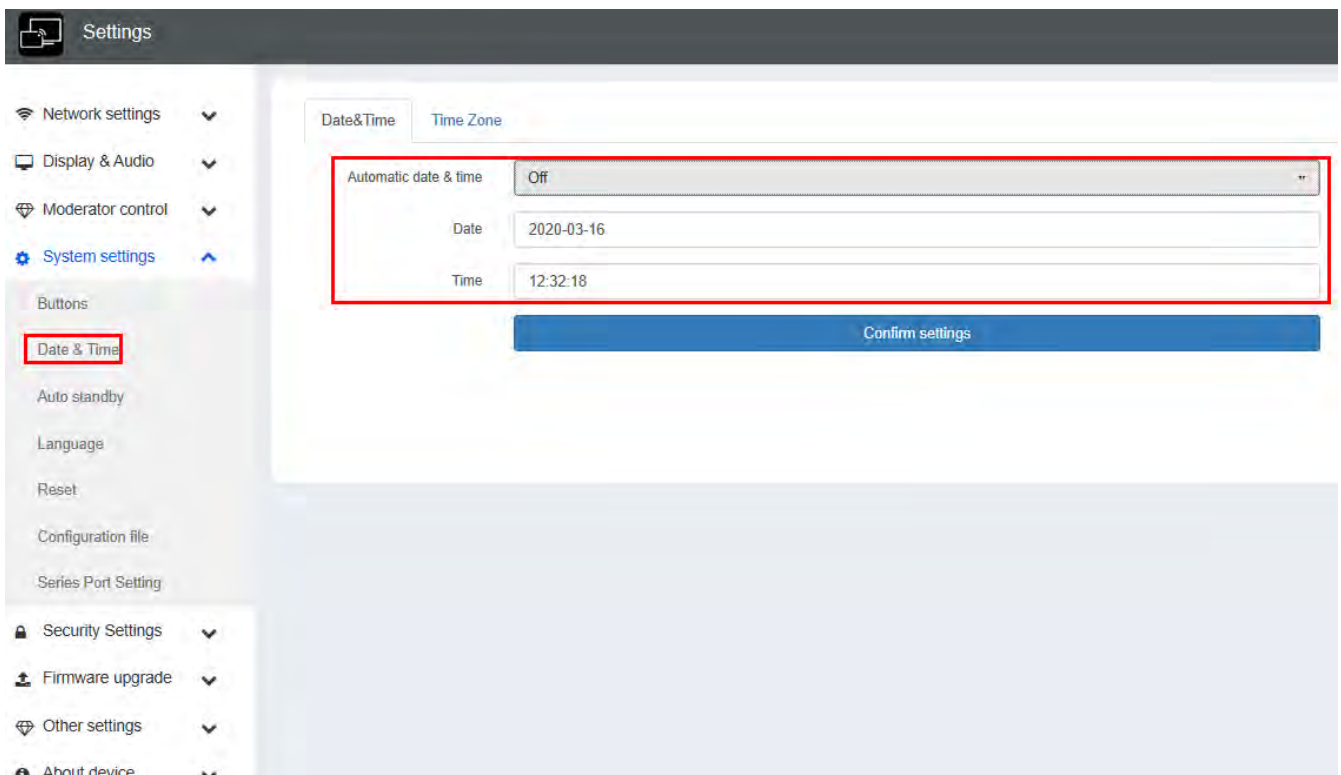 Settings
Network settings
Display & Audio
Moderator control
System settings
Buttons
Date & Time
Auto standby
Language
Reset
Configuration file
Series Port Setting
Security Settings
Firmware upgrade
Other settings
About device
Date&Time
Time Zone
Automatic date & time
Off
Date
2020-03-16
Time
12:32:18
Confirm settings